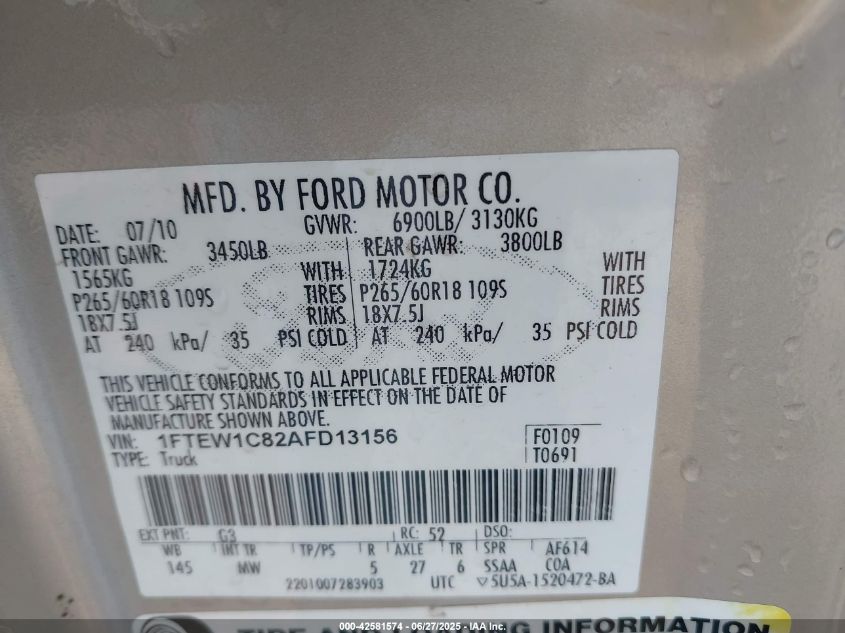 MFD. BY FORD MOTOR CO.
DATE: 07/10 GVWR: 6900LB/ 3130KG
FRONT GAWR: 3450LB REAR GAWR: 3800LB
1565KG WITH 1724KG WITH
P265/60R18 109S TIRES P265/60R18 109S TIRES
18X7.5J RIMS 18X7.5J RIMS
AT 240 kPa/ 35 PSI COLD AT 240 kPa/ 35 PSI COLD
THIS VEHICLE CONFORMS TO ALL APPLICABLE FEDERAL MOTOR
VEHICLE SAFETY STANDARDS IN EFFECT ON THE DATE OF
MANUFACTURE SHOWN ABOVE.
VIN: 1FTEW1C82AFD13156 F0109
TYPE: Truck T0691
EXT PNT: G3 RC: 52 DSO:
WB INT TR TP/PS R AXLE TR SPR AF614
145 MW 5 27 6 SSAA COA
2201007283903 UTC 5U5A-1520472-BA
TIRE AND LOADING INFORMATION
000-42581574 06/27/2025 IAA Inc.